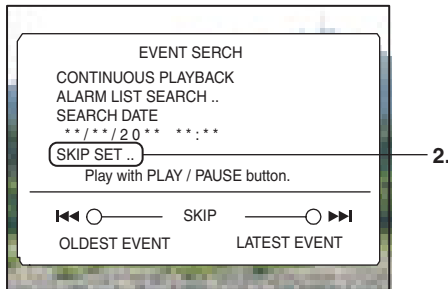 EVENT SERCH
CONTINUOUS PLAYBACK
ALARM LIST SEARCH ..
SEARCH DATE
**/**/20** **:**
SKIP SET ..
2.
Play with PLAY / PAUSE button.
SKIP
OLDEST EVENT LATEST EVENT